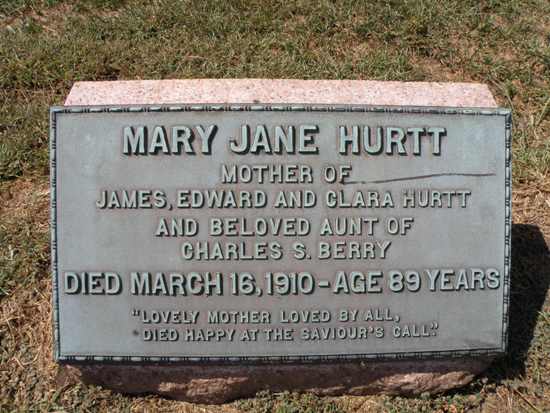 MARY JANE HURTT
MOTHER OF
JAMES, EDWARD AND CLARA HURTT
AND BELOVED AUNT OF
CHARLES S. BERRY
DIED MARCH 16, 1910 - AGE 89 YEARS
"LOVELY MOTHER LOVED BY ALL,
DIED HAPPY AT THE SAVIOUR'S CALL."